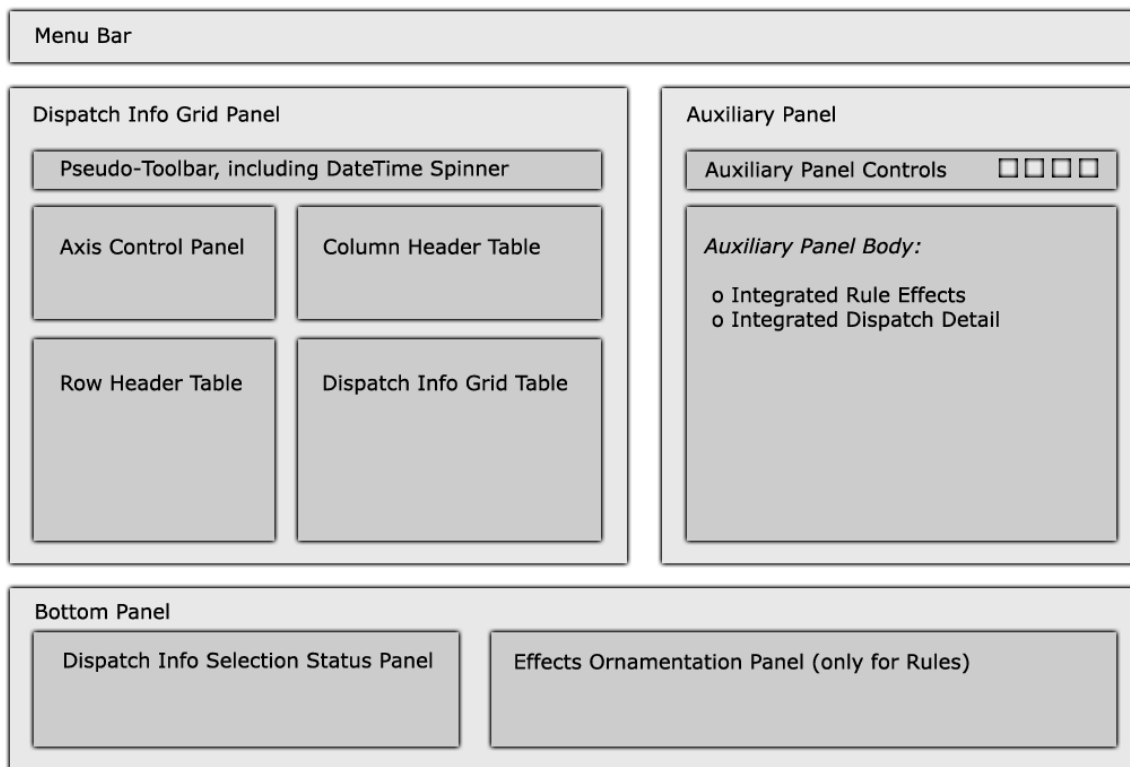 Menu Bar
Dispatch Info Grid Panel
Pseudo-Toolbar, including DateTime Spinner
Axis Control Panel
Column Header Table
Row Header Table
Dispatch Info Grid Table
Auxiliary Panel
Auxiliary Panel Controls
Auxiliary Panel Body:
o Integrated Rule Effects
o Integrated Dispatch Detail
Bottom Panel
Dispatch Info Selection Status Panel
Effects Ornamentation Panel (only for Rules)